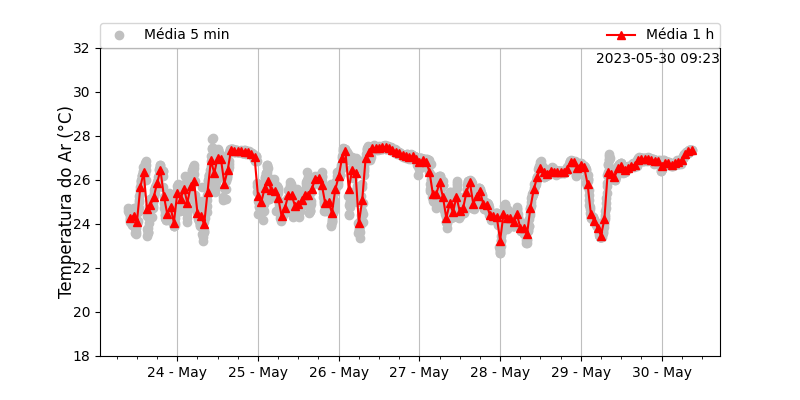 Média 5 min
Média 1 h
2023-05-30 09:23
Temperatura do Ar (°C)
32
30
28
26
24
22
20
18
24 - May
25 - May
26 - May
27 - May
28 - May
29 - May
30 - May